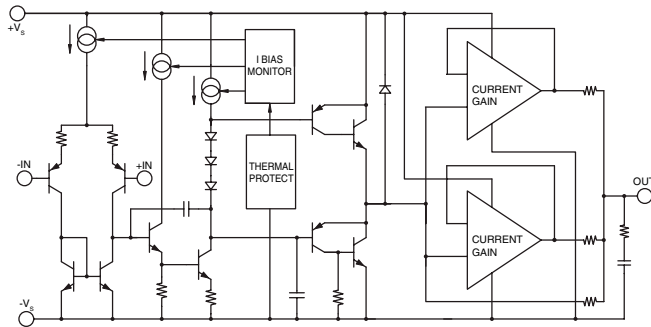 +Vs
I BIAS
MONITOR
CURRENT
GAIN
-IN
+IN
THERMAL
PROTECT
OUT
CURRENT
GAIN
-Vs